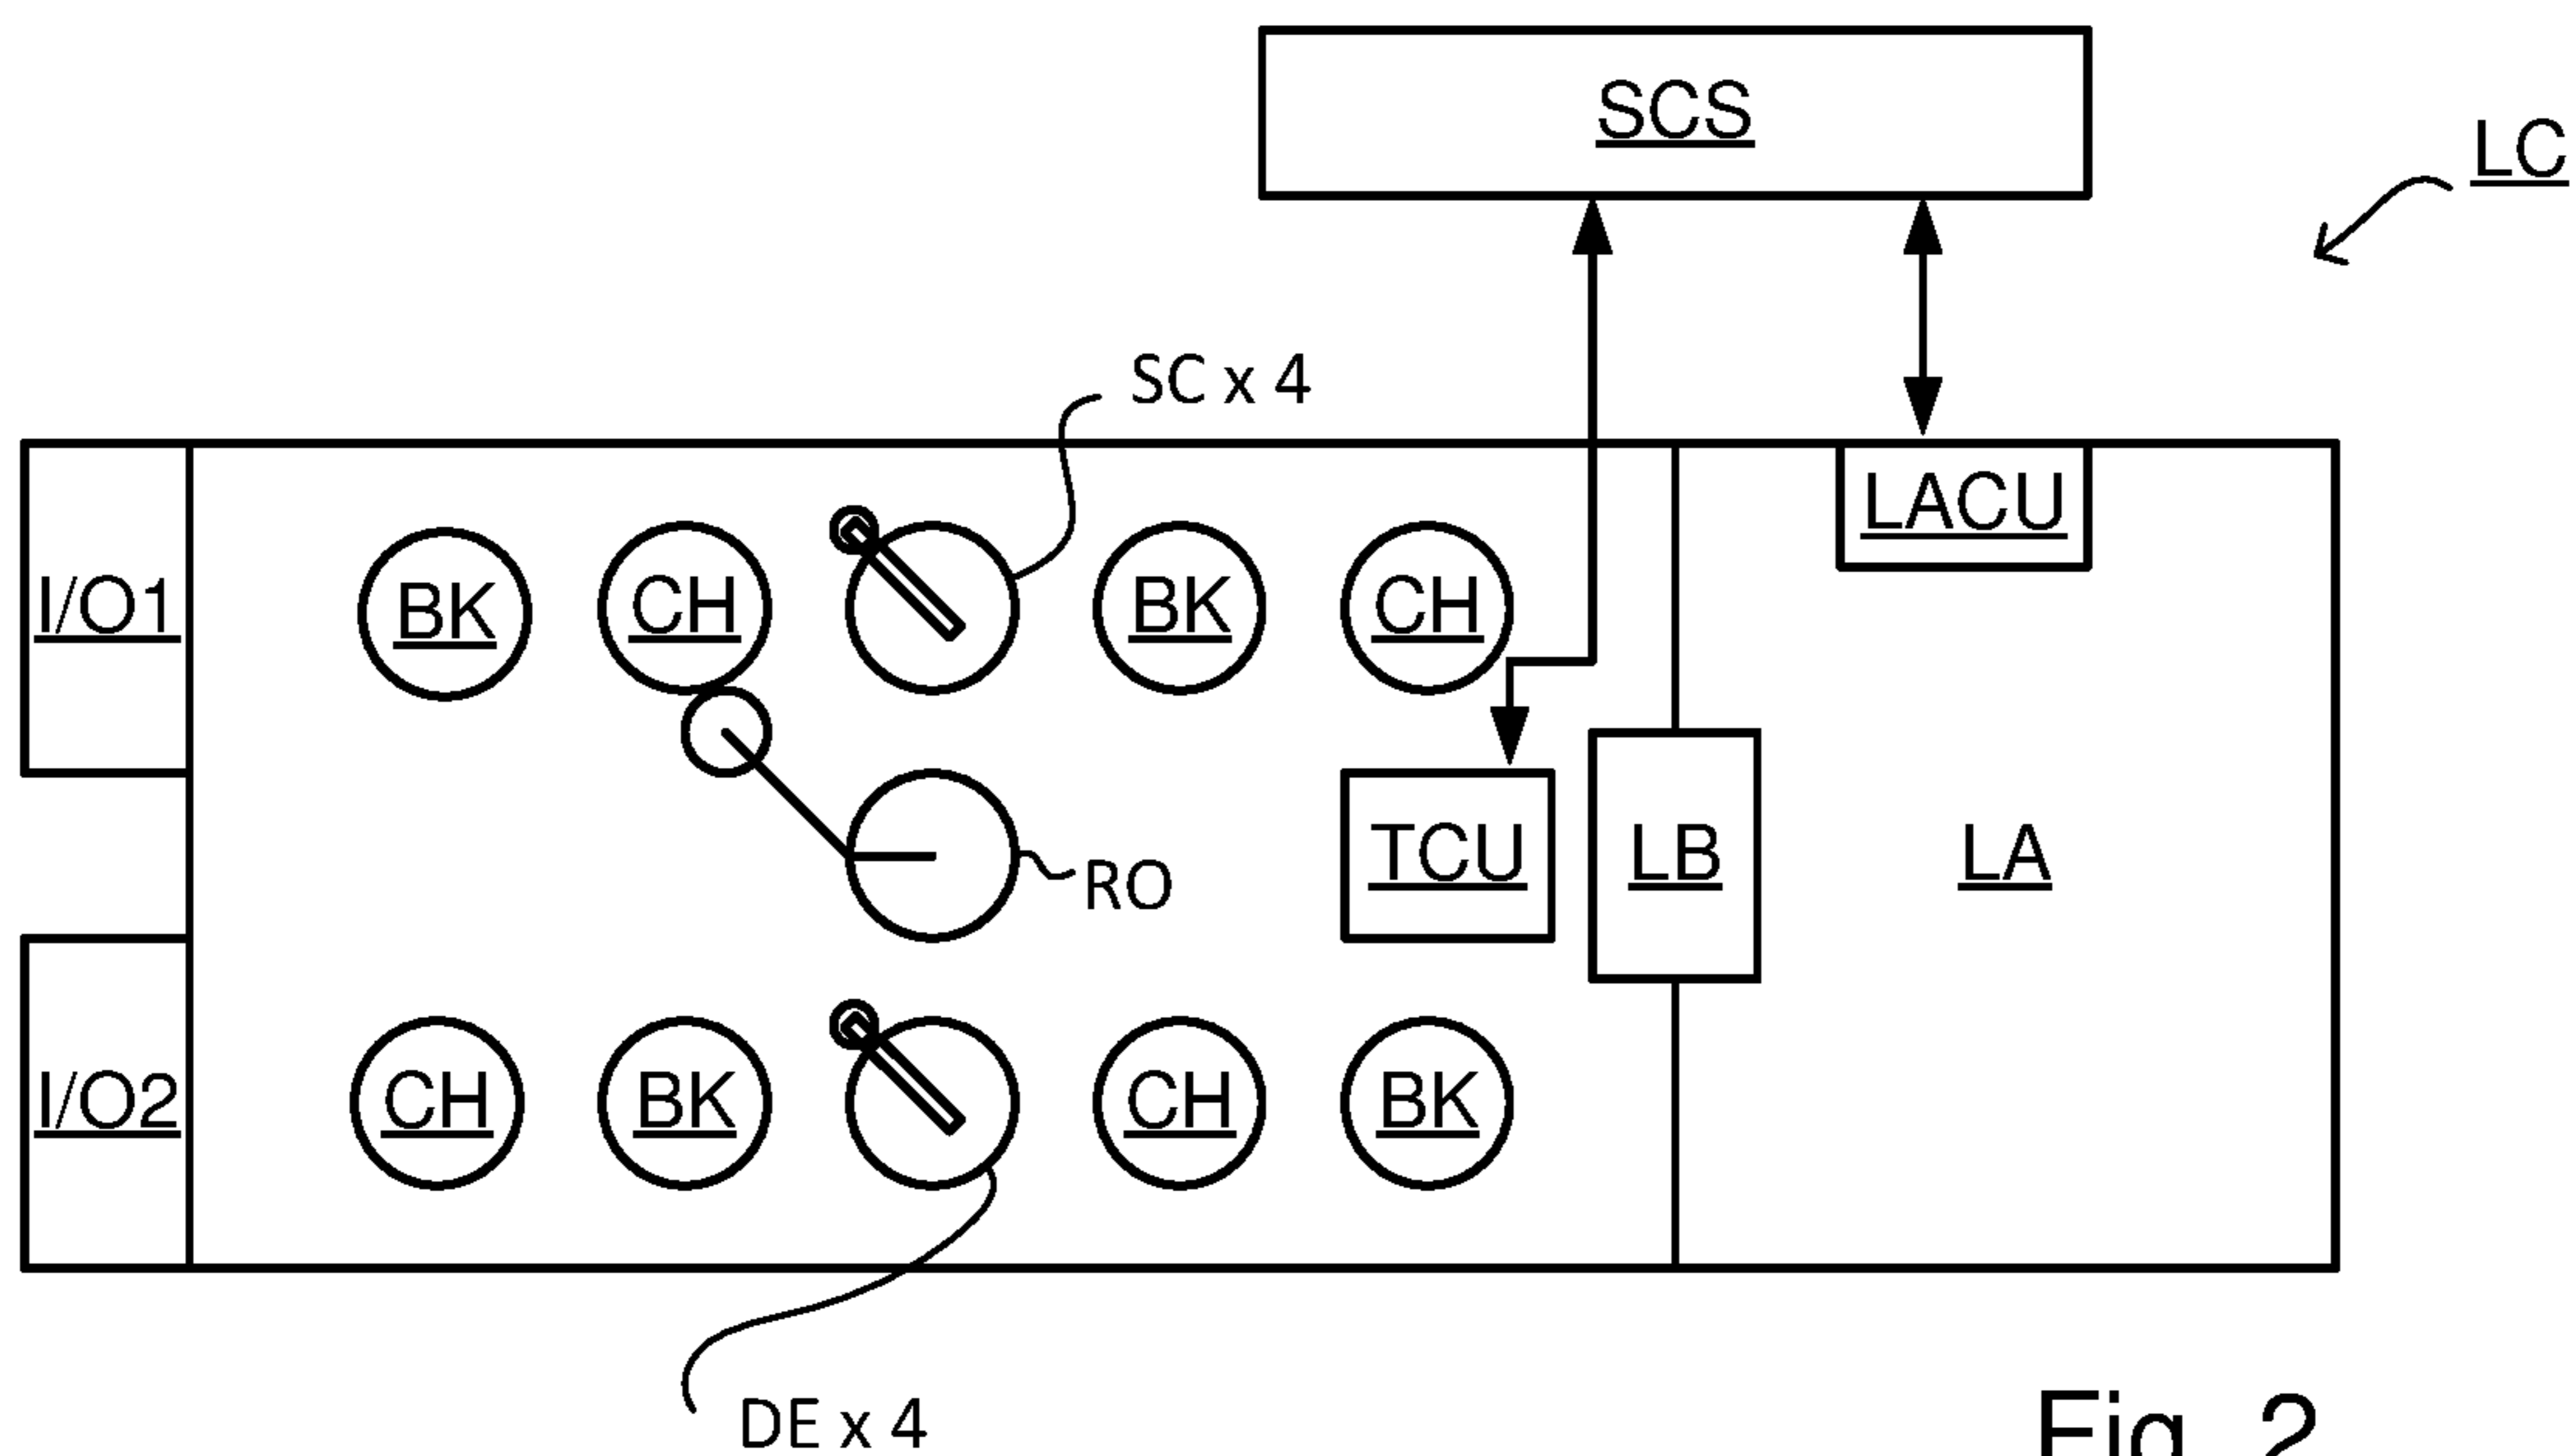 SCS
LC
SC x 4
LACU
I/O1
BK
CH
BK
CH
TCU
LB
LA
RO
I/O2
CH
BK
CH
BK
DE x 4
Fig. 2